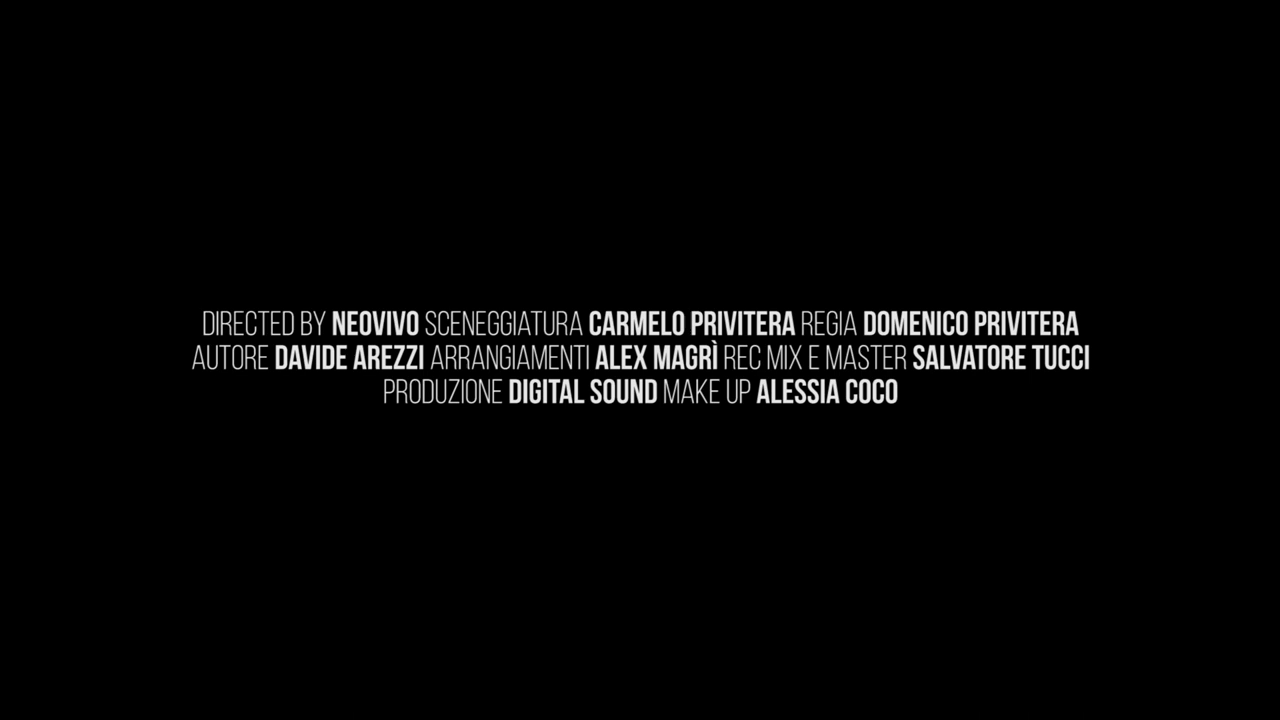 DIRECTED BY NEOVIVO SCENEGGIATURA CARMELO PRIVITERA REGIA DOMENICO PRIVITERA
AUTORE DAVIDE AREZZI ARRANGIAMENTI ALEX MAGRÌ REC MIX E MASTER SALVATORE TUCCI
PRODUZIONE DIGITAL SOUND MAKE UP ALESSIA COCO